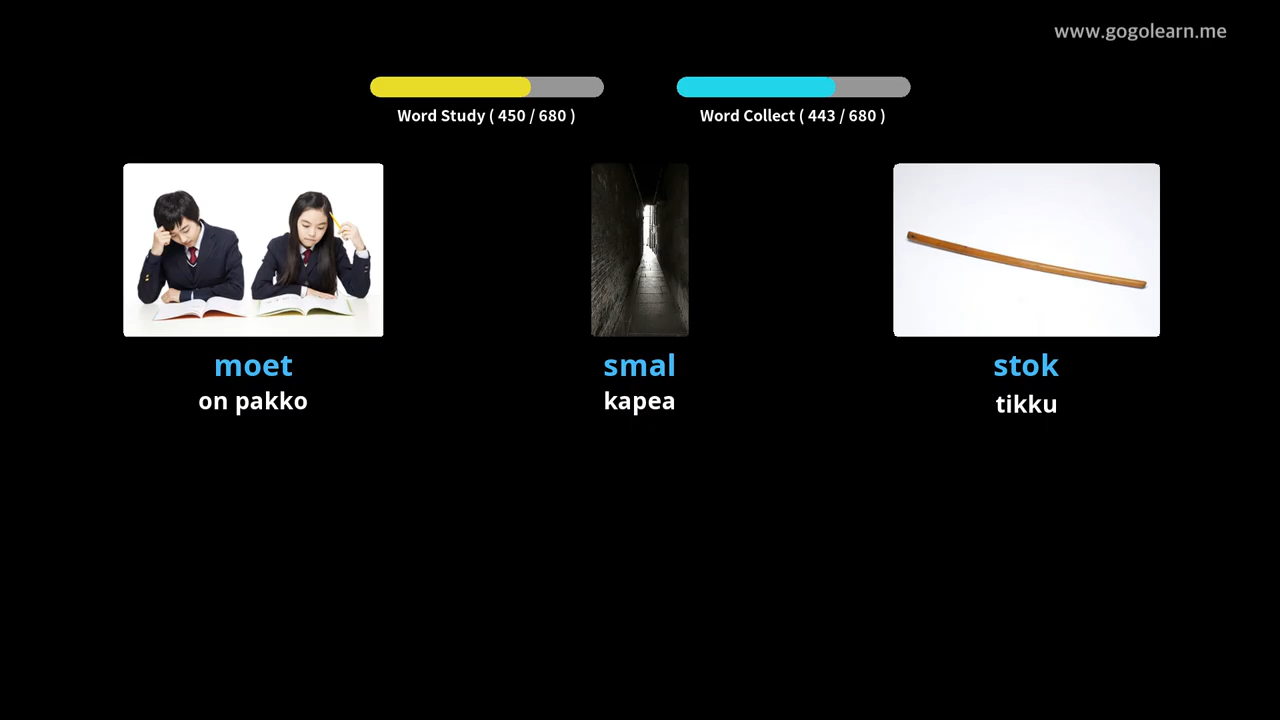 www.gogolearn.me
Word Study ( 450 / 680 )
Word Collect ( 443 / 680 )
moet
on pakko
smal
kapea
stok
tikku